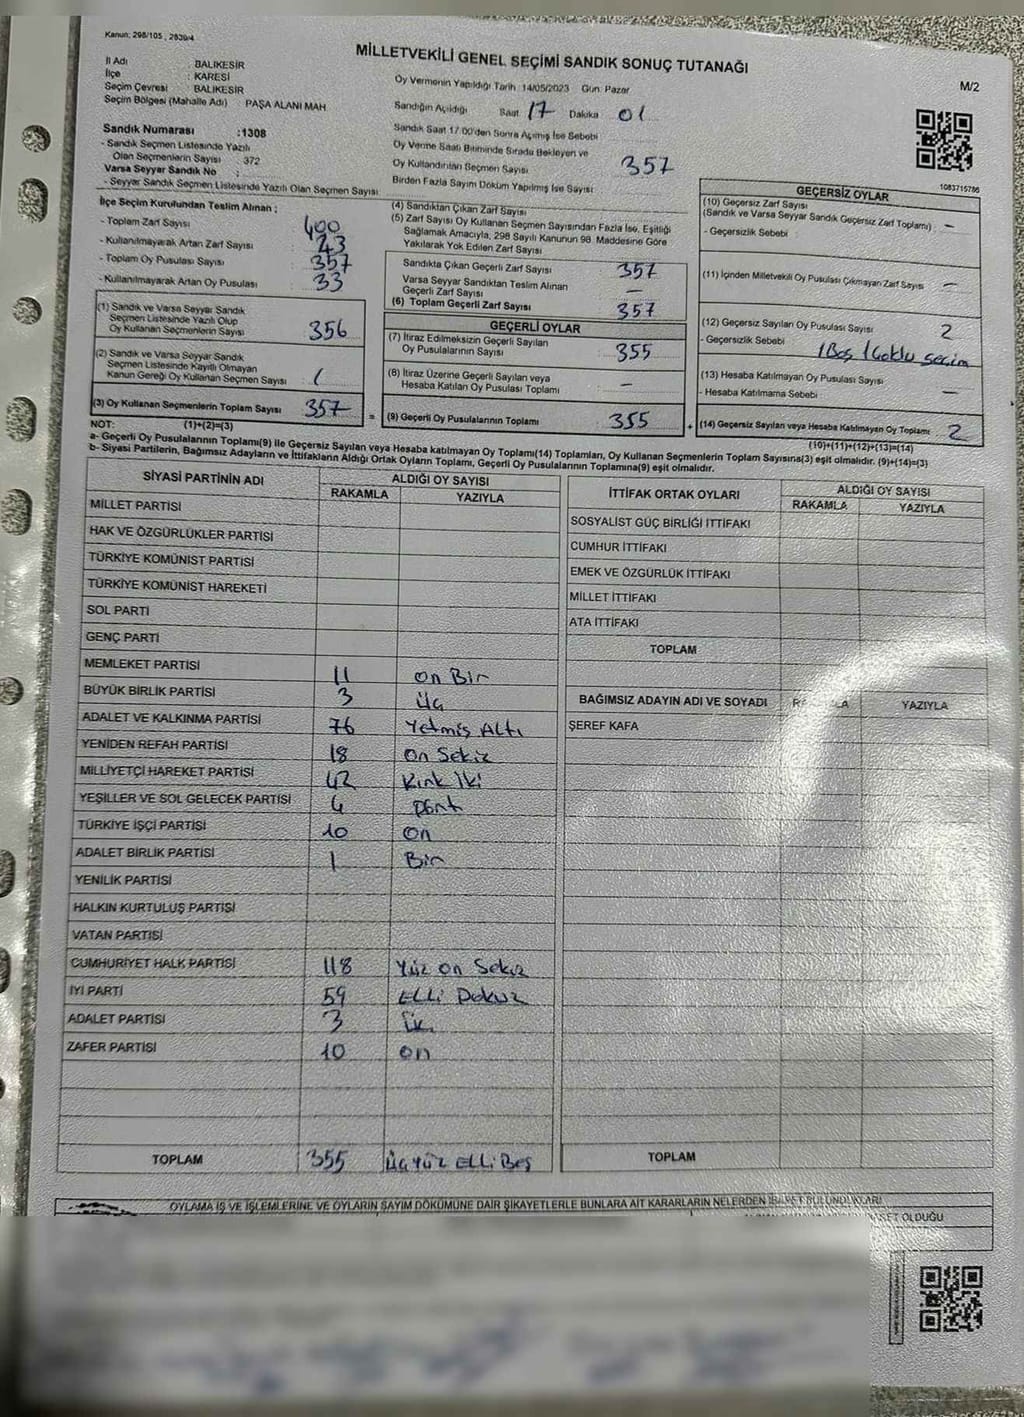 Kanun: 298/105, 2839/4
MİLLETVEKİLİ GENEL SEÇİMİ SANDIK SONUÇ TUTANAĞI
M/2
İl Adı : BALIKESİR
İlçe : KARESİ
Seçim Çevresi : BALIKESİR
Seçim Bölgesi (Mahalle Adı) PAŞA ALANI MAH
Oy Vermenin Yapıldığı Tarih :14/05/2023 Gün: Pazar
Sandığın Açıldığı Saat 17 Dakika 01
Sandık Saat 17.00'den Sonra Açılmış İse Sebebi
Oy Verme Saati Bitiminde Sırada Bekleyen ve
Oy Kullandırılan Seçmen Sayısı 357
Birden Fazla Sayım Döküm Yapılmış İse Sayısı
Sandık Numarası :1308
- Sandık Seçmen Listesinde Yazılı
Olan Seçmenlerin Sayısı : 372
Varsa Seyyar Sandık No :
- Seyyar Sandık Seçmen Listesinde Yazılı Olan Seçmen Sayısı
1083715786
İlçe Seçim Kurulundan Teslim Alınan ;
- Toplam Zarf Sayısı : 400
- Kullanılmayarak Artan Zarf Sayısı : 43
- Toplam Oy Pusulası Sayısı : 357
- Kullanılmayarak Artan Oy Pusulası : 33
(1) Sandık ve Varsa Seyyar Sandık
Seçmen Listesinde Yazılı Olup
Oy Kullanan Seçmenlerin Sayısı : 356
(2) Sandık ve Varsa Seyyar Sandık
Seçmen Listesinde Kayıtlı Olmayan
Kanun Gereği Oy Kullanan Seçmen Sayısı : 1
(3) Oy Kullanan Seçmenlerin Toplam Sayısı : 357
(4) Sandıktan Çıkan Zarf Sayısı
(5) Zarf Sayısı Oy Kullanan Seçmen Sayısından Fazla İse, Eşitliği
Sağlamak Amacıyla, 298 Sayılı Kanunun 98. Maddesine Göre
Yakılarak Yok Edilen Zarf Sayısı
Sandıkta Çıkan Geçerli Zarf Sayısı : 357
Varsa Seyyar Sandıktan Teslim Alınan
Geçerli Zarf Sayısı : —
(6) Toplam Geçerli Zarf Sayısı : 357
GEÇERLİ OYLAR
(7) İtiraz Edilmeksizin Geçerli Sayılan
Oy Pusulalarının Sayısı : 355
(8) İtiraz Üzerine Geçerli Sayılan veya
Hesaba Katılan Oy Pusulası Toplamı : —
= (9) Geçerli Oy Pusulalarının Toplamı : 355
GEÇERSİZ OYLAR
(10) Geçersiz Zarf Sayısı
(Sandık ve Varsa Seyyar Sandık Geçersiz Zarf Toplamı) : —
- Geçersizlik Sebebi :
(11) İçinden Milletvekili Oy Pusulası Çıkmayan Zarf Sayısı —
(12) Geçersiz Sayılan Oy Pusulası Sayısı : 2
- Geçersizlik Sebebi : 1 Boş 1 Çoklu seçim
(13) Hesaba Katılmayan Oy Pusulası Sayısı :
- Hesaba Katılmama Sebebi :
+ (14) Geçersiz Sayılan veya Hesaba Katılmayan Oy Toplamı 2
NOT: (1)+(2)=(3)
(10)+(11)+(12)+(13)=(14)
a- Geçerli Oy Pusulalarının Toplamı(9) ile Geçersiz Sayılan veya Hesaba katılmayan Oy Toplamı(14) Toplamları, Oy Kullanan Seçmenlerin Toplam Sayısına(3) eşit olmalıdır. (9)+(14)=(3)
b- Siyasi Partilerin, Bağımsız Adayların ve İttifakların Aldığı Ortak Oyların Toplamı, Geçerli Oy Pusulalarının Toplamına(9) eşit olmalıdır.
SİYASİ PARTİNİN ADI ALDIĞI OY SAYISI
RAKAMLA YAZIYLA
MİLLET PARTİSİ
HAK VE ÖZGÜRLÜKLER PARTİSİ
TÜRKİYE KOMÜNİST PARTİSİ
TÜRKİYE KOMÜNİST HAREKETİ
SOL PARTİ
GENÇ PARTİ
MEMLEKET PARTİSİ 11 on Bir
BÜYÜK BİRLİK PARTİSİ 3 Üç
ADALET VE KALKINMA PARTİSİ 76 Yetmiş Altı
YENİDEN REFAH PARTİSİ 18 On Sekiz
MİLLİYETÇİ HAREKET PARTİSİ 42 Kırk İki
YEŞİLLER VE SOL GELECEK PARTİSİ 4 Dört
TÜRKİYE İŞÇİ PARTİSİ 10 on
ADALET BİRLİK PARTİSİ 1 Bir
YENİLİK PARTİSİ
HALKIN KURTULUŞ PARTİSİ
VATAN PARTİSİ
CUMHURİYET HALK PARTİSİ 118 Yüz on Sekiz
İYİ PARTİ 59 Elli Dokuz
ADALET PARTİSİ 3 Üç
ZAFER PARTİSİ 10 on
TOPLAM 355 Üçyüz Elli Beş
İTTİFAK ORTAK OYLARI ALDIĞI OY SAYISI
RAKAMLA YAZIYLA
SOSYALİST GÜÇ BİRLİĞİ İTTİFAKI
CUMHUR İTTİFAKI
EMEK VE ÖZGÜRLÜK İTTİFAKI
MİLLET İTTİFAKI
ATA İTTİFAKI
TOPLAM
BAĞIMSIZ ADAYIN ADI VE SOYADI YAZIYLA
ŞEREF KAFA
TOPLAM
OYLAMA İŞ VE İŞLEMLERİNE VE OYLARIN SAYIM DÖKÜMÜNE DAİR ŞİKAYETLERLE BUNLARA AİT KARARLARIN NELERDEN İBARET BULUNDUKLARI
OLDUĞU